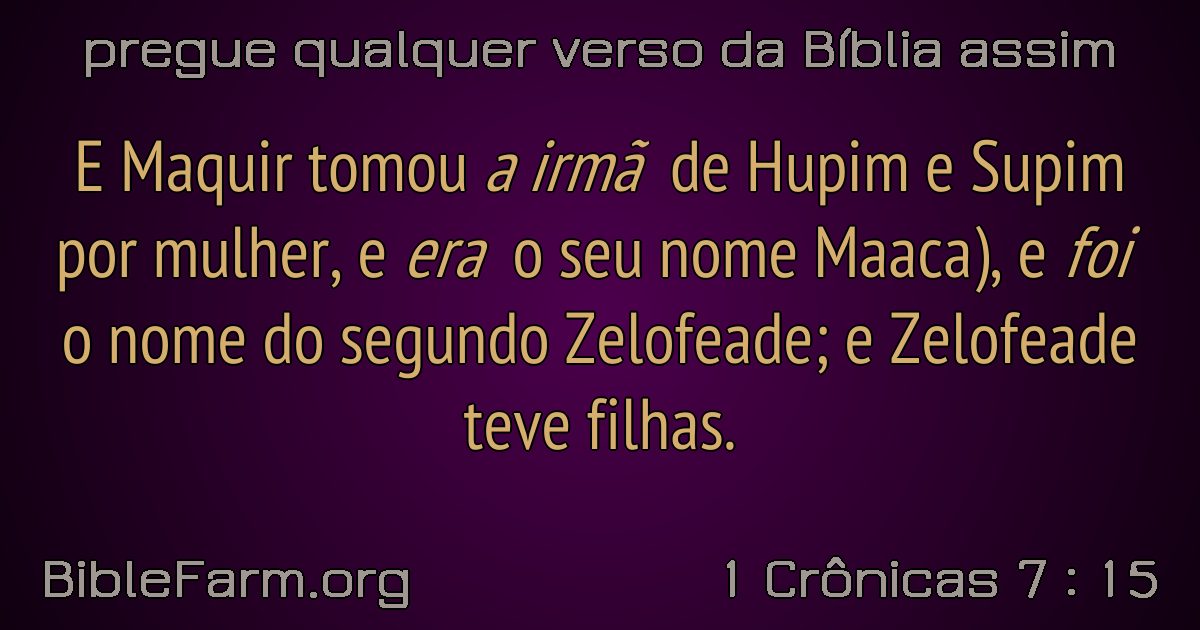 pregue qualquer verso da Bíblia assim
E Maquir tomou a irmã de Hupim e Supim
por mulher, e era o seu nome Maaca), e foi
o nome do segundo Zelofeade; e Zelofeade
teve filhas.
BibleFarm.org
1 Crônicas 7 : 15